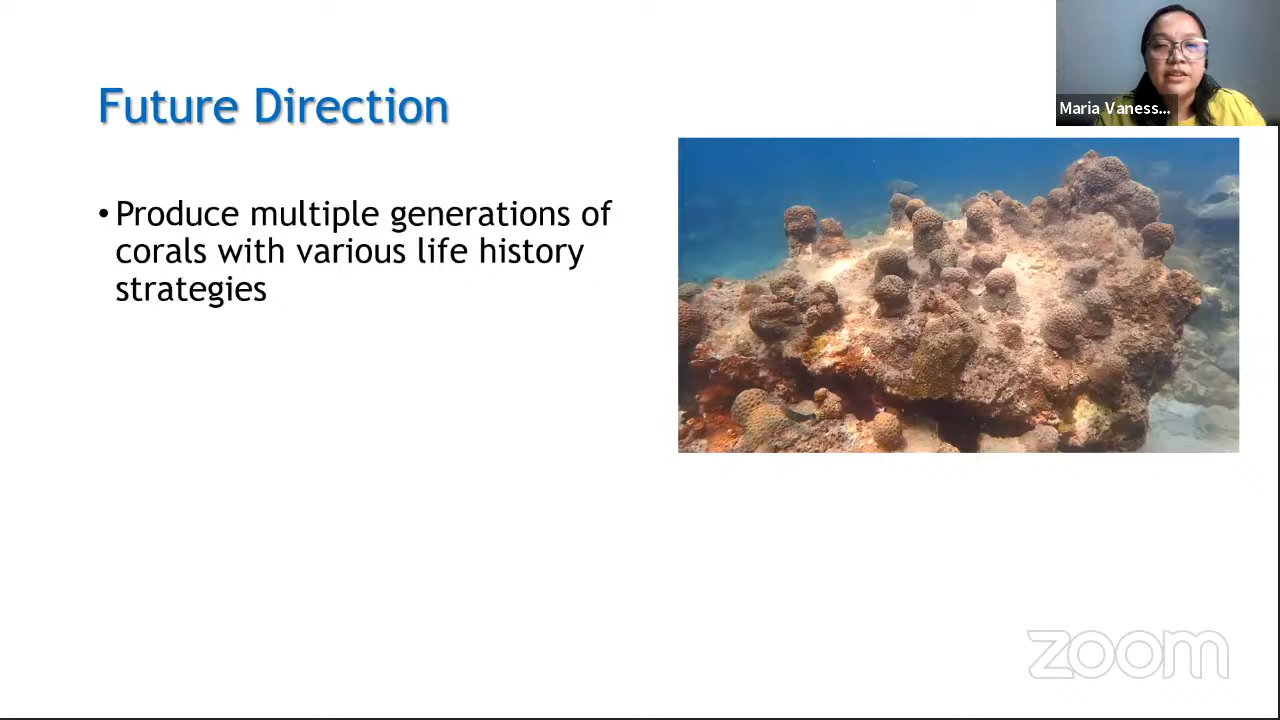 Maria Vaness...
Future Direction
• Produce multiple generations of
corals with various life history
strategies
zoom